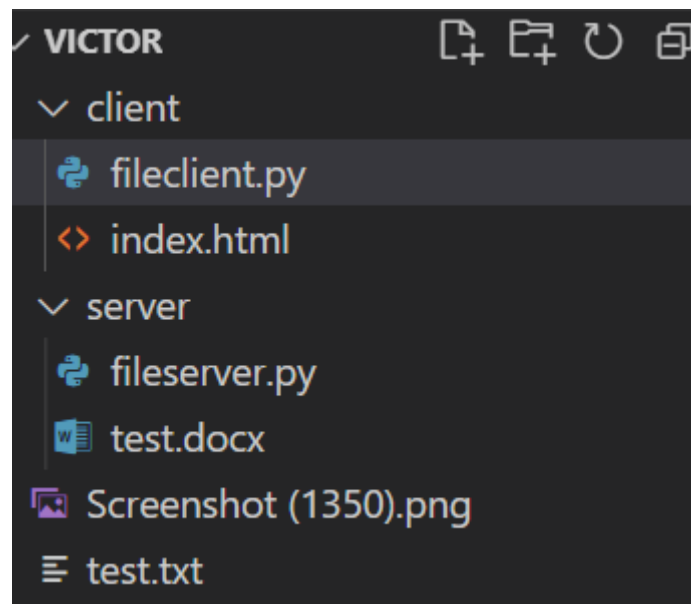 VICTOR
client
fileclient.py
index.html
server
fileserver.py
test.docx
Screenshot (1350).png
test.txt